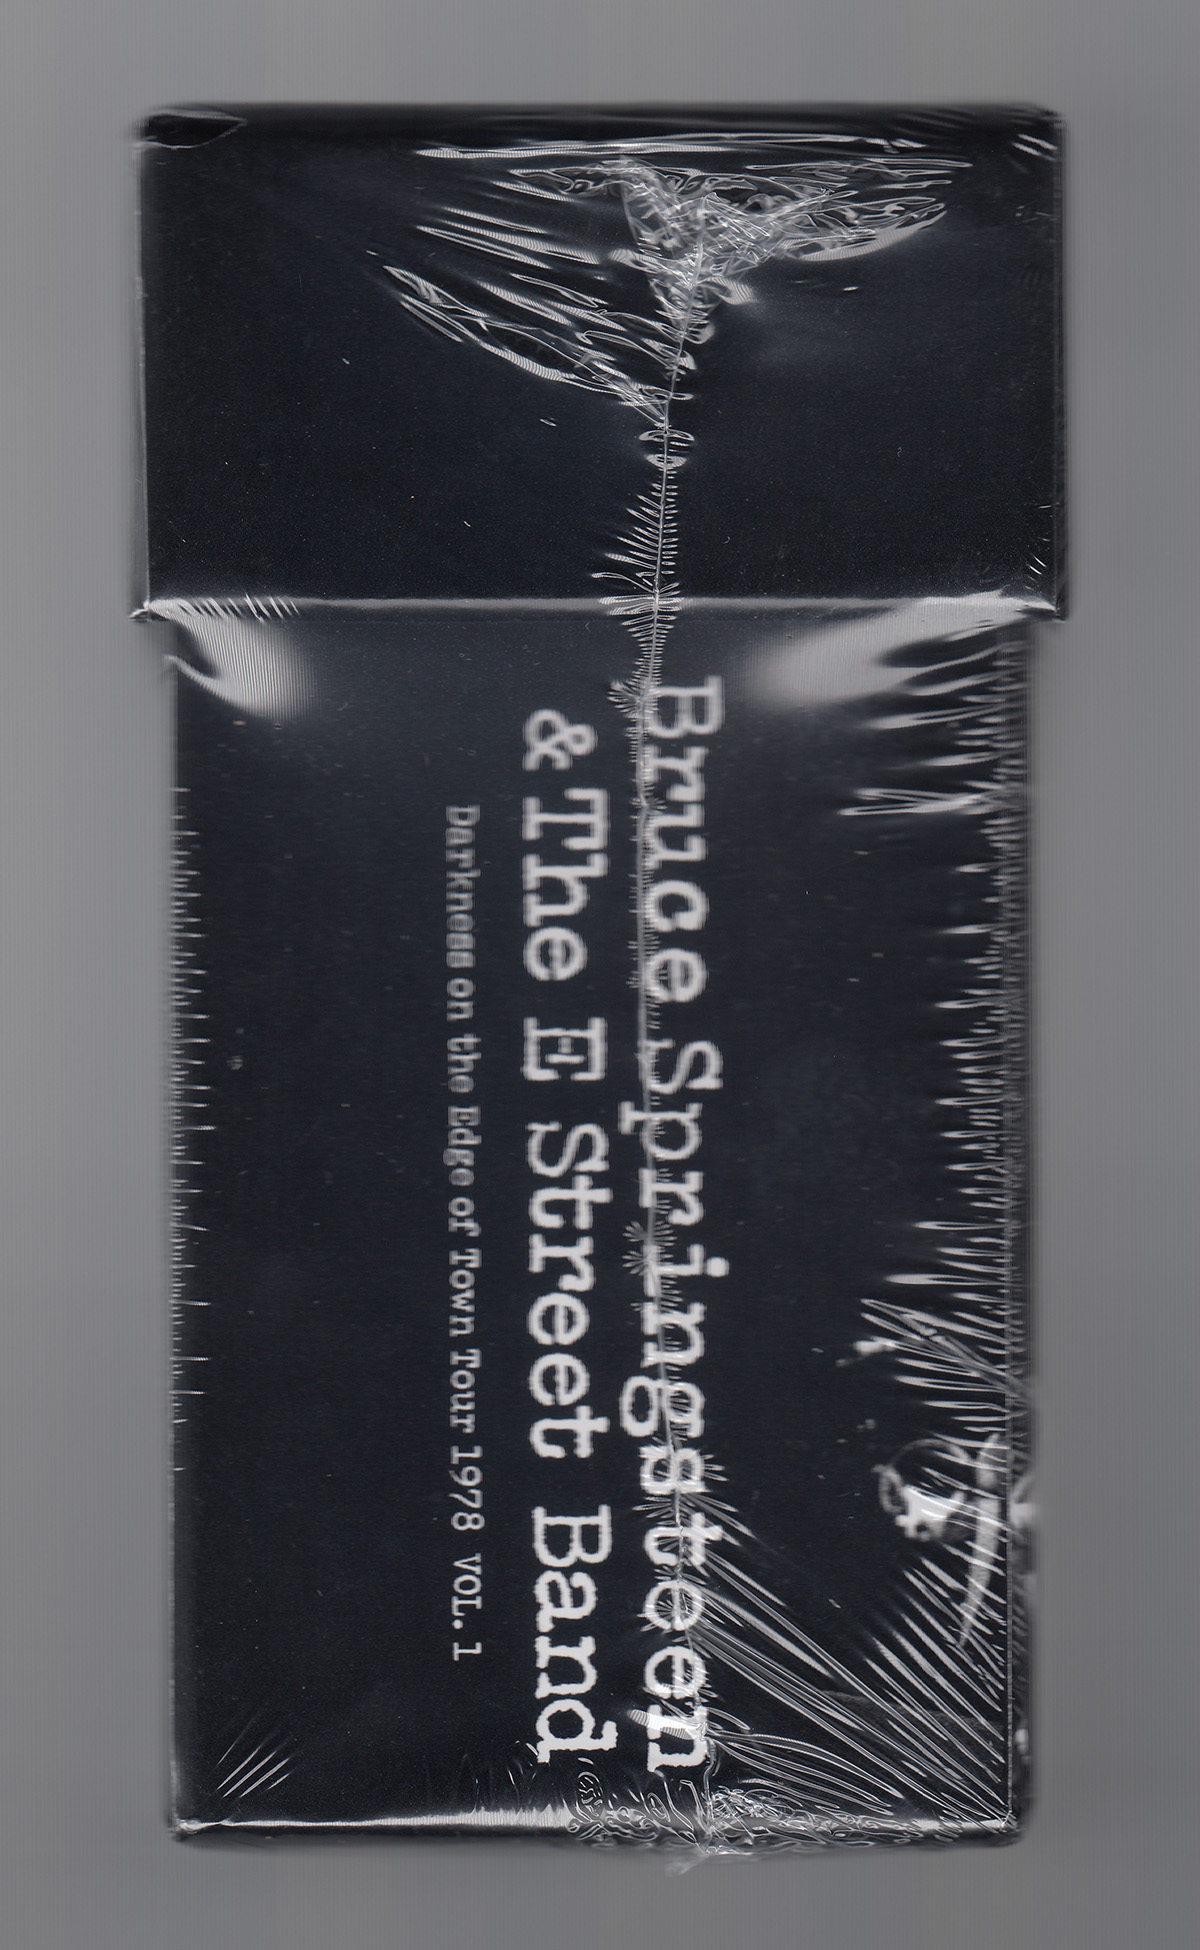 Bruce Springsteen
& The E Street Band
Darkness on the Edge of Town Tour 1978 VOL. 1